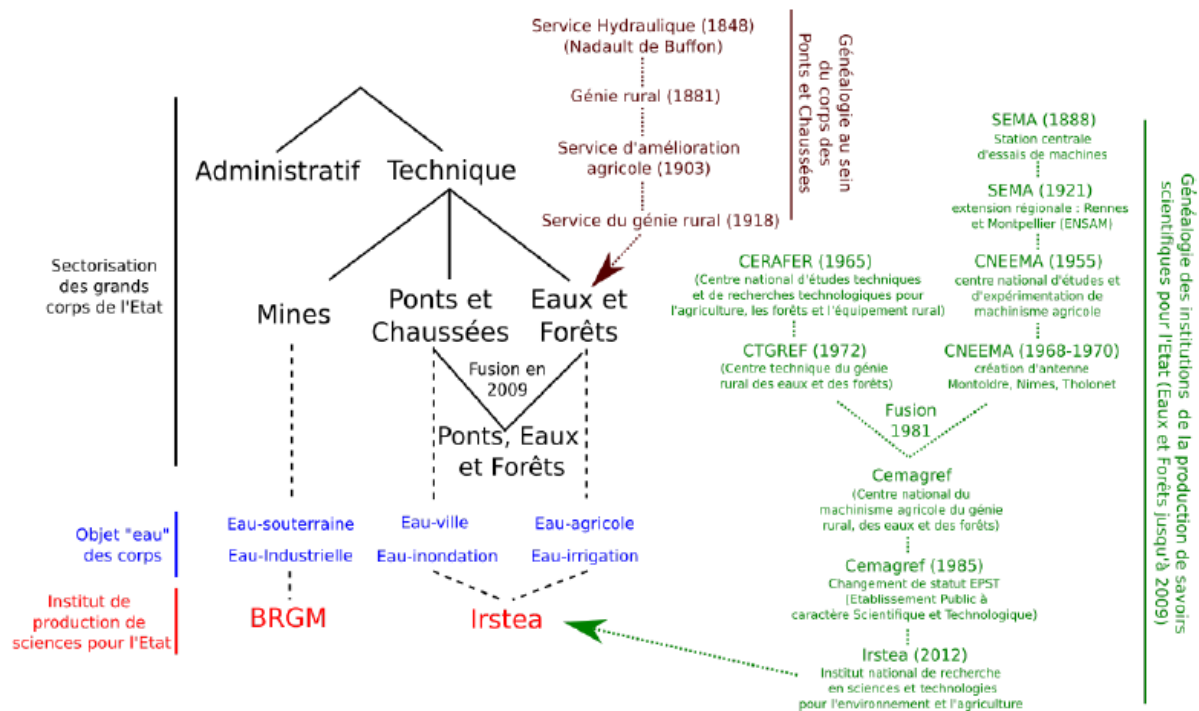 Service Hydraulique (1848)
(Nadault de Buffon)
Génie rural (1881)
Service d'amélioration
agricole (1903)
Service du génie rural (1918)
Généalogie au sein
du corps des
Ponts et Chaussées
Sectorisation
des grands
corps de l'Etat
Administratif
Technique
Mines
Ponts et
Chaussées
Eaux et
Forêts
Fusion en
2009
Ponts, Eaux
et Forêts
Objet "eau"
des corps
Eau-souterraine
Eau-Industrielle
Eau-ville
Eau-inondation
Eau-agricole
Eau-irrigation
Institut de
production de
sciences pour l'Etat
BRGM
Irstea
SEMA (1888)
Station centrale
d'essais de machines
SEMA (1921)
extension régionale : Rennes
et Montpellier (ENSAM)
CERAFER (1965)
(Centre national d'études techniques
et de recherches technologiques pour
l'agriculture, les forêts et l'équipement rural)
CNEEMA (1955)
centre national d'études et
d'expérimentation de
machinisme agricole
CTGREF (1972)
(Centre technique du génie
rural des eaux et des forêts)
CNEEMA (1968-1970)
création d'antenne
Montoldre, Nimes, Tholonet
Fusion
1981
Cemagref
(Centre national du
machinisme agricole du génie
rural, des eaux et des forêts)
Cemagref (1985)
Changement de statut EPST
(Etablissement Public à
caractère Scientifique et Technologique)
Irstea (2012)
Institut national de recherche
en sciences et technologies
pour l'environnement et l'agriculture
Généalogie des institutions de la production de savoirs
scientifiques pour l'Etat (Eaux et Forêts jusqu'à 2009)